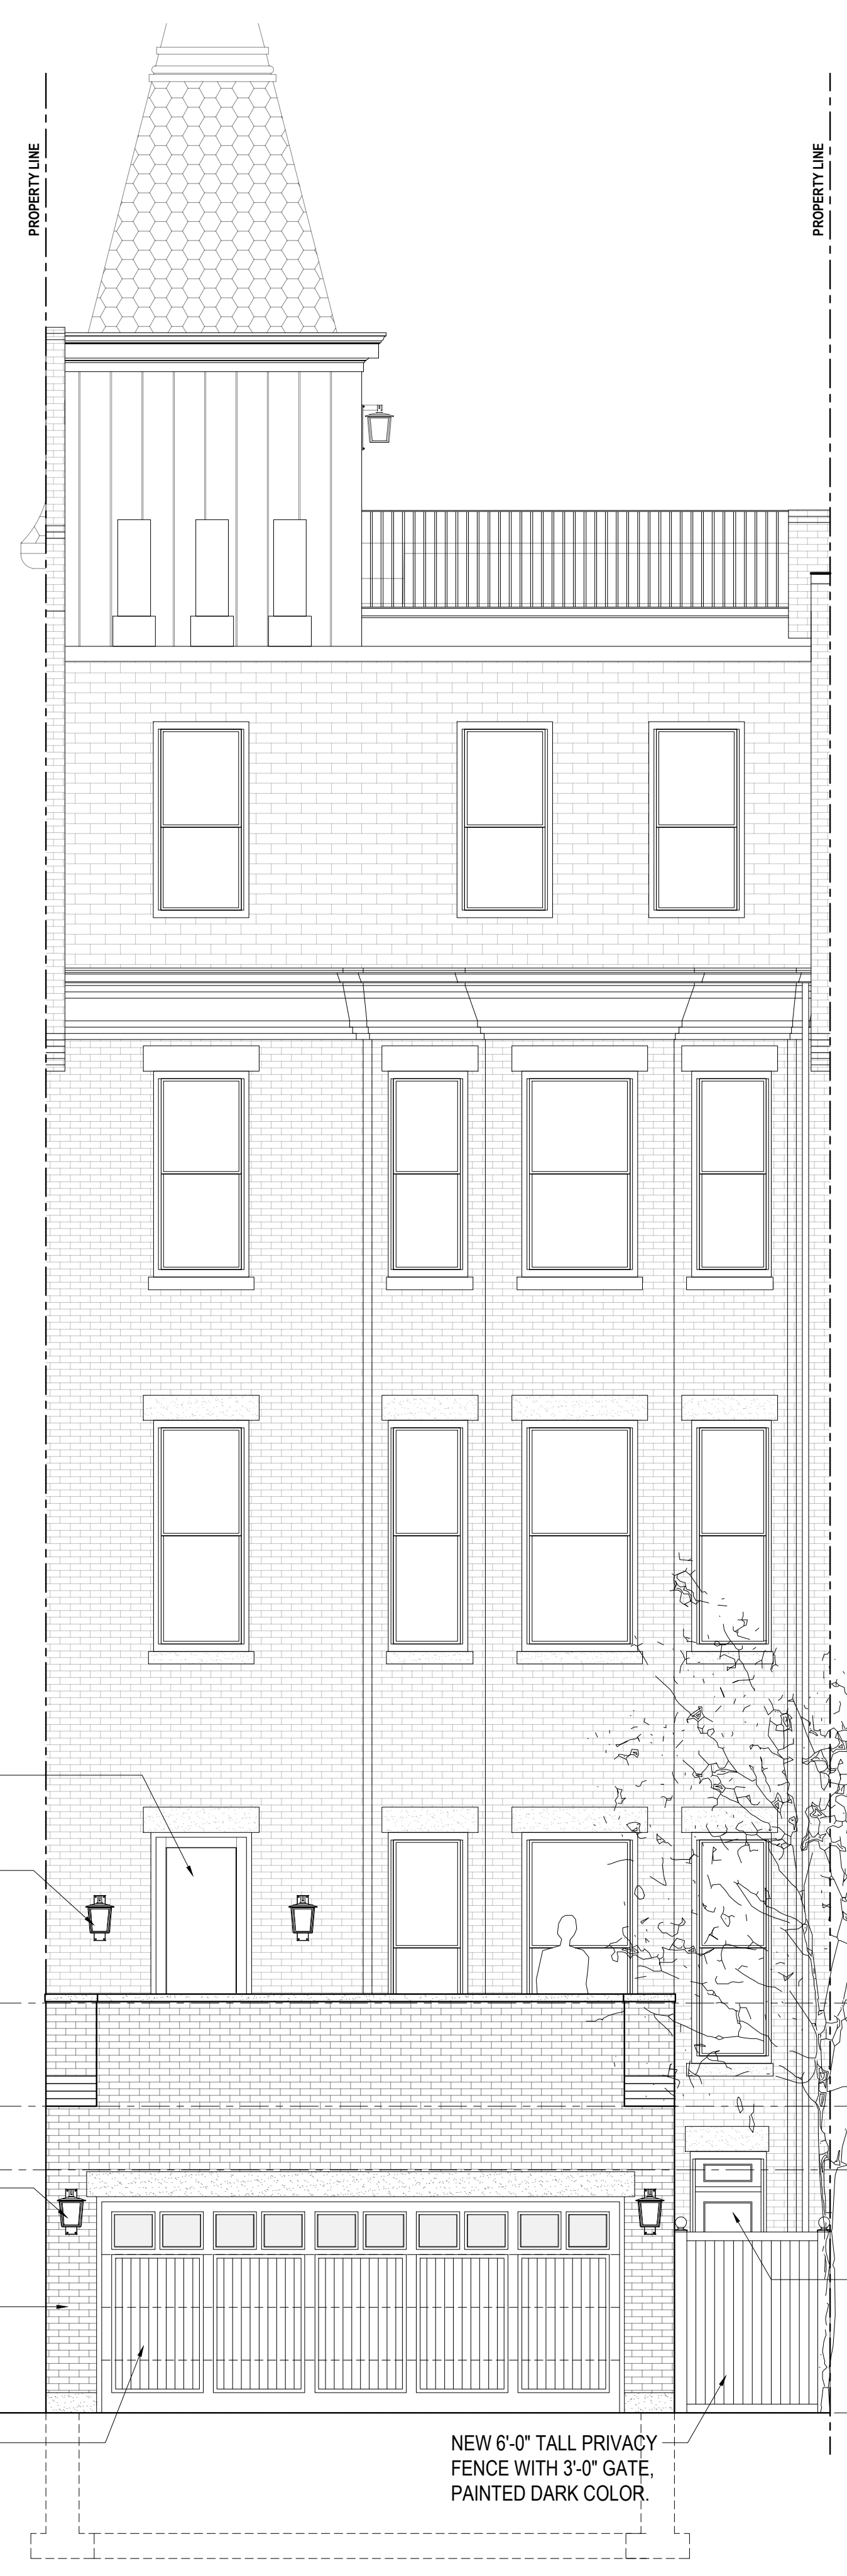 PROPERTY LINE
PROPERTY LINE
NEW 6'-0" TALL PRIVACY
FENCE WITH 3'-0" GATE,
PAINTED DARK COLOR.